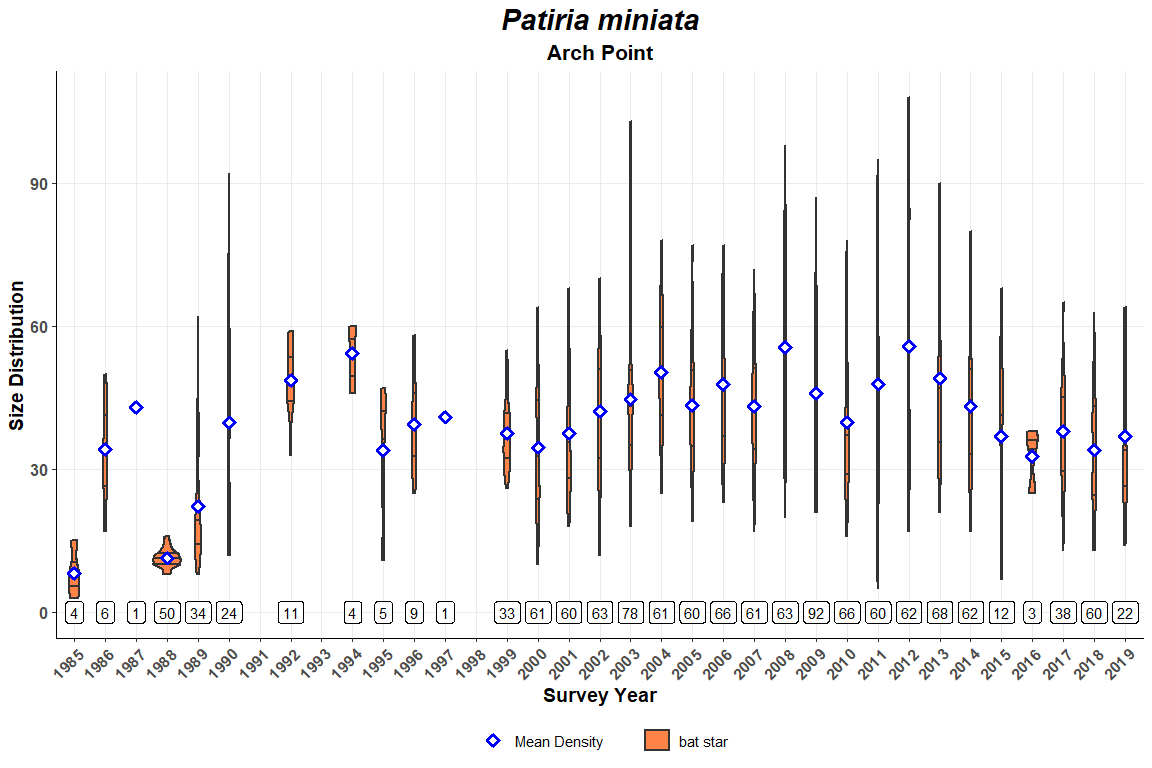 Patiria miniata
Arch Point
Size Distribution
90
60
30
0
4 6 1 50 34 24 11 4 5 9 1 33 61 60 63 78 61 60 66 61 63 92 66 60 62 68 62 12 3 38 60 22
1985 1986 1987 1988 1989 1990 1991 1992 1993 1994 1995 1996 1997 1998 1999 2000 2001 2002 2003 2004 2005 2006 2007 2008 2009 2010 2011 2012 2013 2014 2015 2016 2017 2018 2019
Survey Year
Mean Density bat star